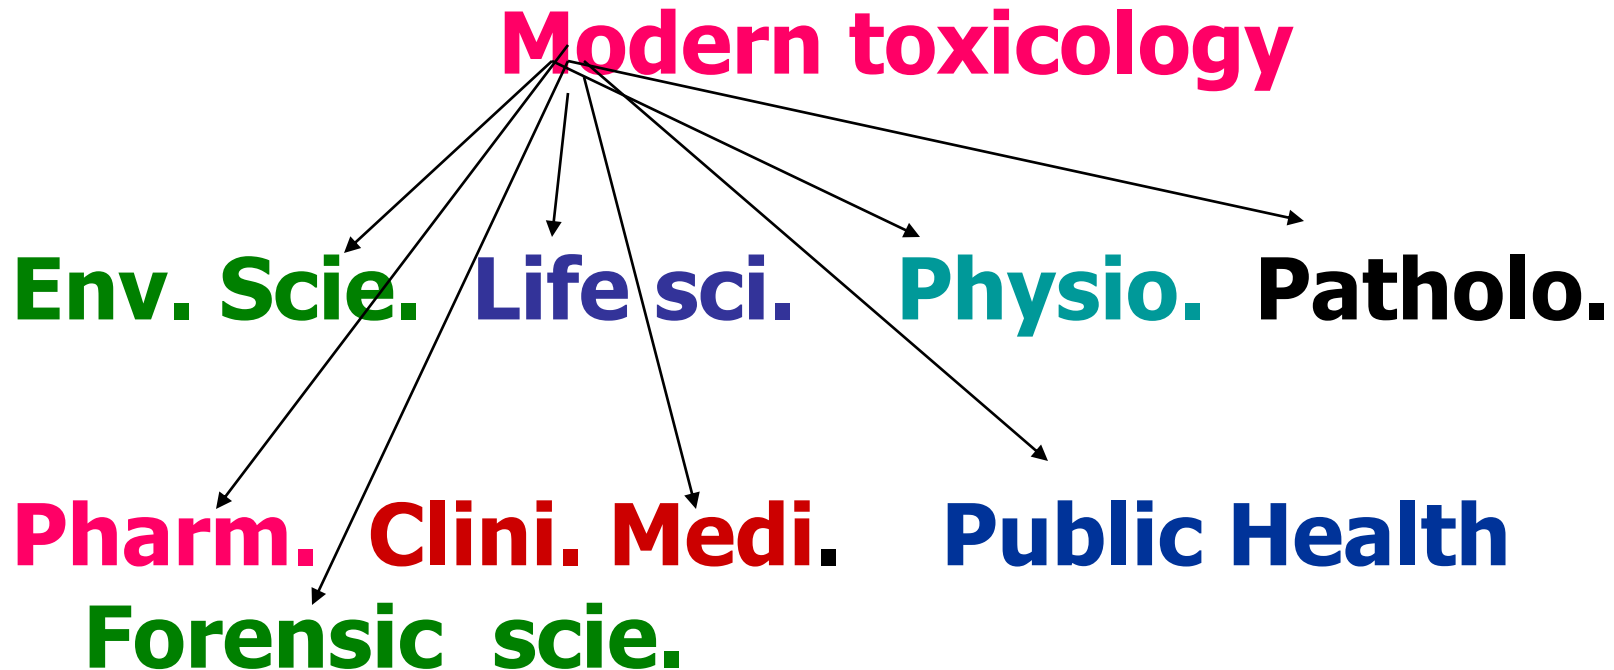 Modern toxicology
Env. Scie. Life sci. Physio. Patholo.
Pharm. Clini. Medi. Public Health
Forensic scie.